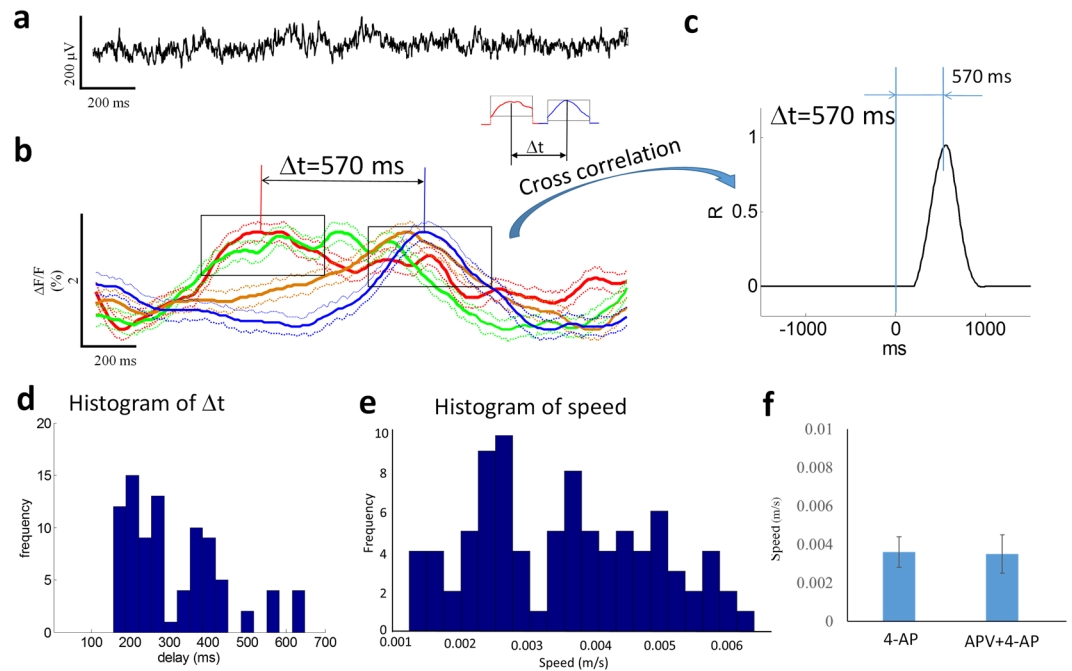 a
200 µV
200 ms
b
Δt=570 ms
Δt
Cross correlation
ΔF/F
(%)
2
200 ms
c
570 ms
Δt=570 ms
1
0.5
0
R
-1000
0
1000
ms
d
Histogram of Δt
20
15
10
5
0
frequency
100
200
300
400
500
600
700
delay (ms)
e
Histogram of speed
10
8
6
4
2
0
Frequency
0.001
0.002
0.003
0.004
0.005
0.006
Speed (m/s)
f
0.01
0.008
0.006
0.004
0.002
0
Speed (m/s)
4-AP
APV+4-AP